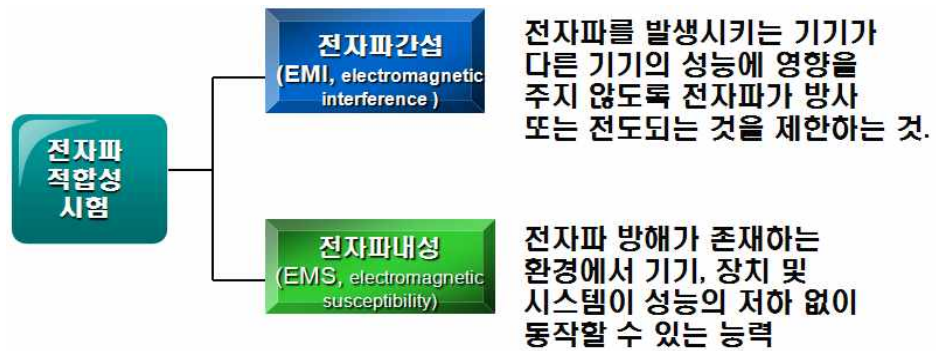 전자파
적합성
시험
전자파간섭
(EMI, electromagnetic
interference )
전자파를 발생시키는 기기가
다른 기기의 성능에 영향을
주지 않도록 전자파가 방사
또는 전도되는 것을 제한하는 것.
전자파내성
(EMS, electromagnetic
susceptibility)
전자파 방해가 존재하는
환경에서 기기, 장치 및
시스템이 성능의 저하 없이
동작할 수 있는 능력